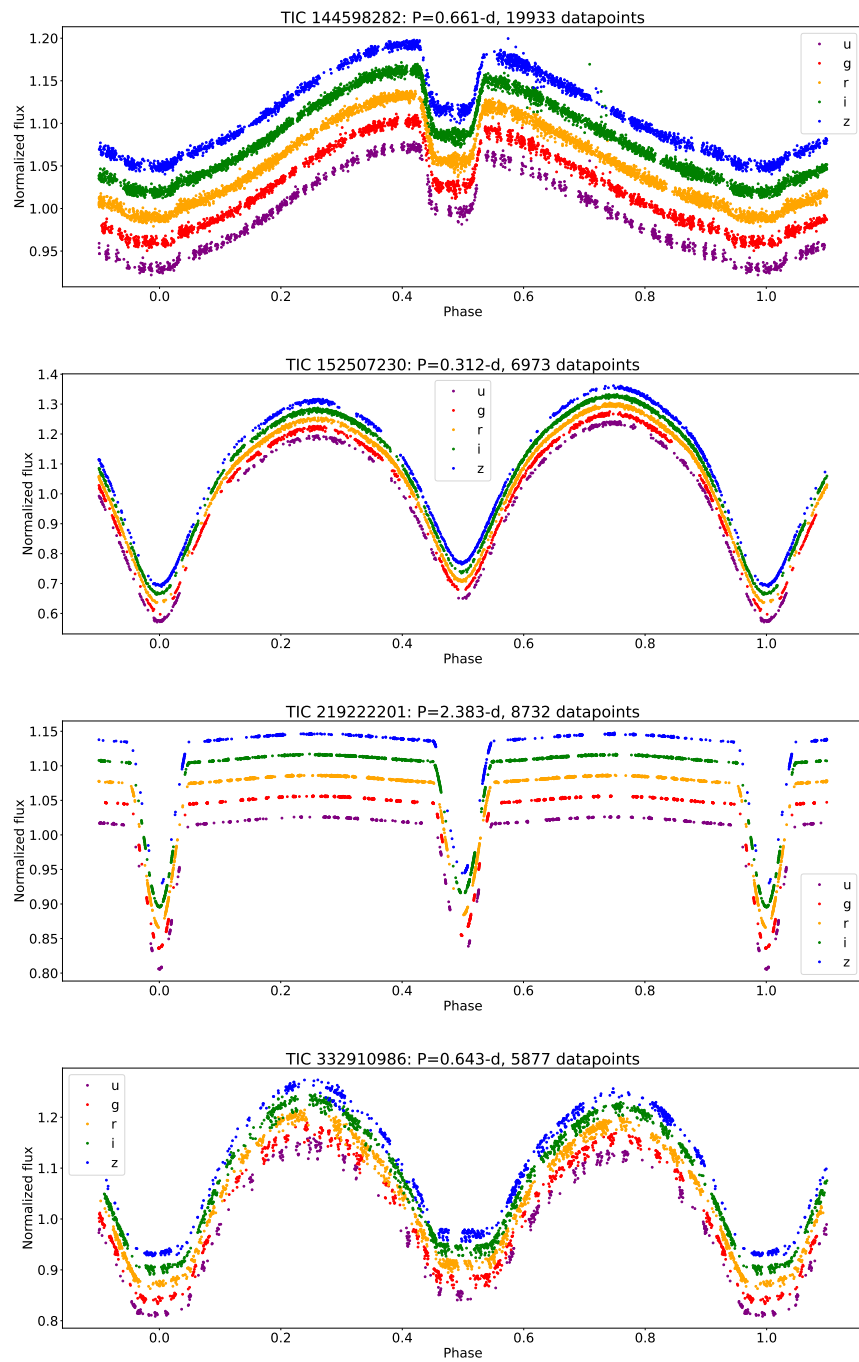 TIC 144598282: P=0.661-d, 19933 datapoints
1.20
1.15
1.10
1.05
1.00
0.95
Normalized flux
u
g
r
i
z
0.0 0.2 0.4 0.6 0.8 1.0
Phase
TIC 152507230: P=0.312-d, 6973 datapoints
1.4
1.3
1.2
1.1
1.0
0.9
0.8
0.7
0.6
Normalized flux
u
g
r
i
z
0.0 0.2 0.4 0.6 0.8 1.0
Phase
TIC 219222201: P=2.383-d, 8732 datapoints
1.15
1.10
1.05
1.00
0.95
0.90
0.85
0.80
Normalized flux
u
g
r
i
z
0.0 0.2 0.4 0.6 0.8 1.0
Phase
TIC 332910986: P=0.643-d, 5877 datapoints
1.2
1.1
1.0
0.9
0.8
Normalized flux
u
g
r
i
z
0.0 0.2 0.4 0.6 0.8 1.0
Phase